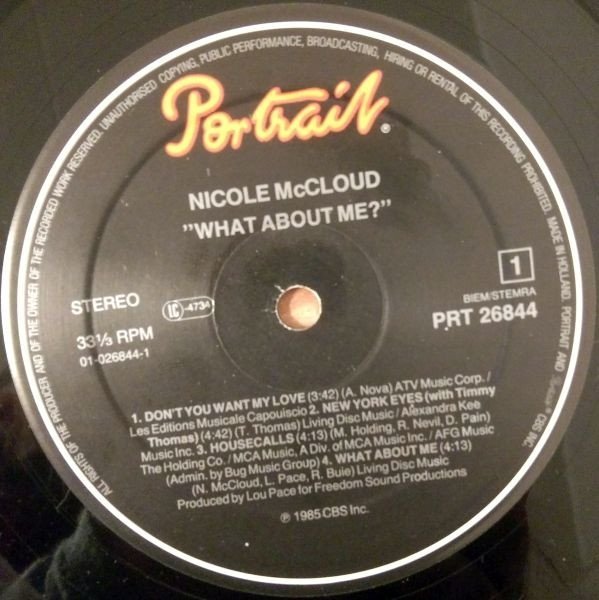 ALL RIGHTS OF THE PRODUCER AND OF THE OWNER OF THE RECORDED WORK RESERVED. UNAUTHORISED COPYING, PUBLIC PERFORMANCE, BROADCASTING, HIRING OR RENTAL OF THIS RECORDING PROHIBITED. MADE IN HOLLAND. PORTRAIT AND CBS INC.
Portrait ®
NICOLE McCLOUD
"WHAT ABOUT ME?"
STEREO
LC -4734
1
BIEM/STEMRA
33⅓ RPM
PRT 26844
01-026844-1
1. DON'T YOU WANT MY LOVE (3:42) (A. Nova) ATV Music Corp. /
Les Editions Musicale Capouiscio 2. NEW YORK EYES (with Timmy
Thomas) (4:42) (T. Thomas) Living Disc Music / Alexandra Kee
Music Inc. 3. HOUSECALLS (4:13) (M. Holding, R. Nevil, D. Pain)
The Holding Co. / MCA Music, A Div. of MCA Music Inc. / AFG Music
(Admin. by Bug Music Group) 4. WHAT ABOUT ME (4:13)
(N. McCloud, L. Pace, R. Buie) Living Disc Music
Produced by Lou Pace for Freedom Sound Productions
℗ 1985 CBS Inc.